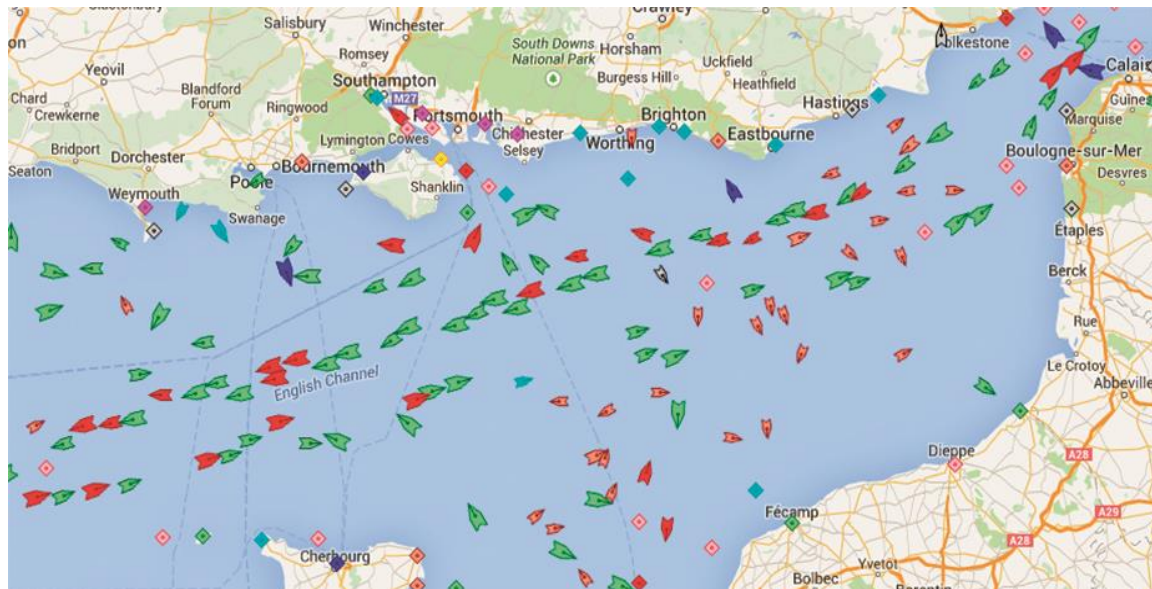 Salisbury
Winchester
Crawley
Folkestone
Calais
Yeovil
Romsey
South Downs
National Park
Horsham
Uckfield
Burgess Hill
Heathfield
Guînes
Chard
Crewkerne
Blandford
Forum
Ringwood
Southampton
M27
Portsmouth
Chichester
Selsey
Worthing
Brighton
Eastbourne
Hastings
Marquise
Boulogne-sur-Mer
Desvres
Bridport
Dorchester
Lymington
Cowes
Seaton
Weymouth
Poole
Bournemouth
Swanage
Shanklin
Étaples
Berck
Rue
Le Crotoy
Abbeville
English Channel
Dieppe
A28
Fécamp
A29
A28
Cherbourg
Yvetot
Bolbec